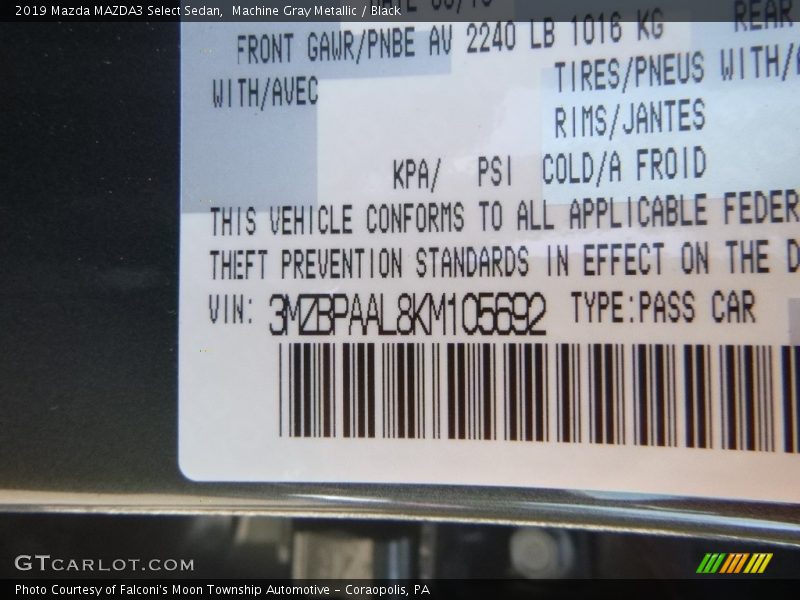 2019 Mazda MAZDA3 Select Sedan,  Machine Gray Metallic / Black
REAR
FRONT GAWR/PNBE AV 2240 LB 1016 KG
WITH/AVEC
TIRES/PNEUS WITH/A
RIMS/JANTES
KPA/ PSI COLD/A FROID
THIS VEHICLE CONFORMS TO ALL APPLICABLE FEDER
THEFT PREVENTION STANDARDS IN EFFECT ON THE D
VIN: 3MZBPAAL8KM105692 TYPE:PASS CAR
GTCARLOT.COM
Photo Courtesy of Falconi's Moon Township Automotive - Coraopolis, PA